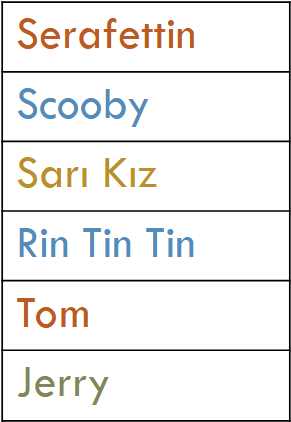 Serafettin
Scooby
Sarı Kız
Rin Tin Tin
Tom
Jerry